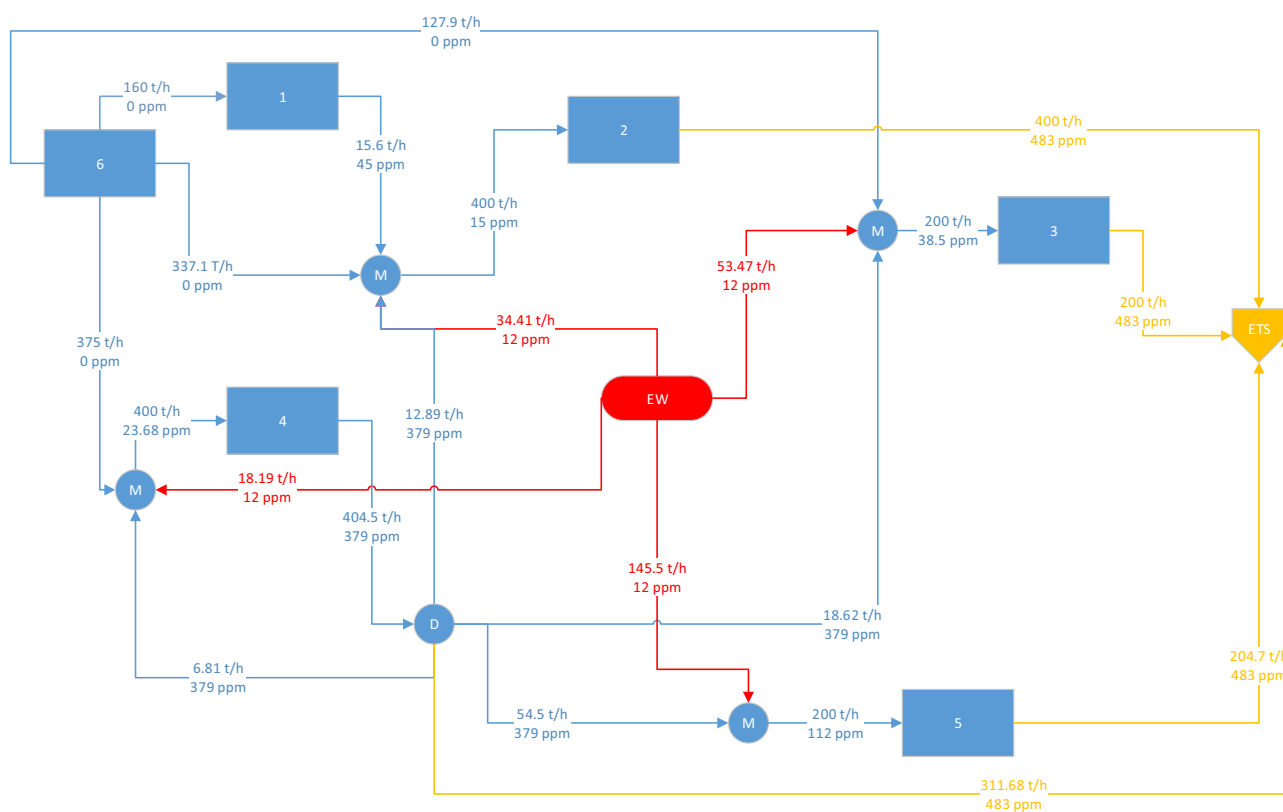 127.9 t/h
0 ppm
160 t/h
0 ppm
1
2
400 t/h
483 ppm
15.6 t/h
45 ppm
6
400 t/h
15 ppm
M
200 t/h
38.5 ppm
3
337.1 T/h
0 ppm
M
53.47 t/h
12 ppm
200 t/h
483 ppm
34.41 t/h
12 ppm
ETS
375 t/h
0 ppm
EW
400 t/h
23.68 ppm
4
12.89 t/h
379 ppm
M
18.19 t/h
12 ppm
404.5 t/h
379 ppm
145.5 t/h
12 ppm
D
18.62 t/h
379 ppm
6.81 t/h
379 ppm
204.7 t/h
483 ppm
54.5 t/h
379 ppm
M
200 t/h
112 ppm
5
311.68 t/h
483 ppm